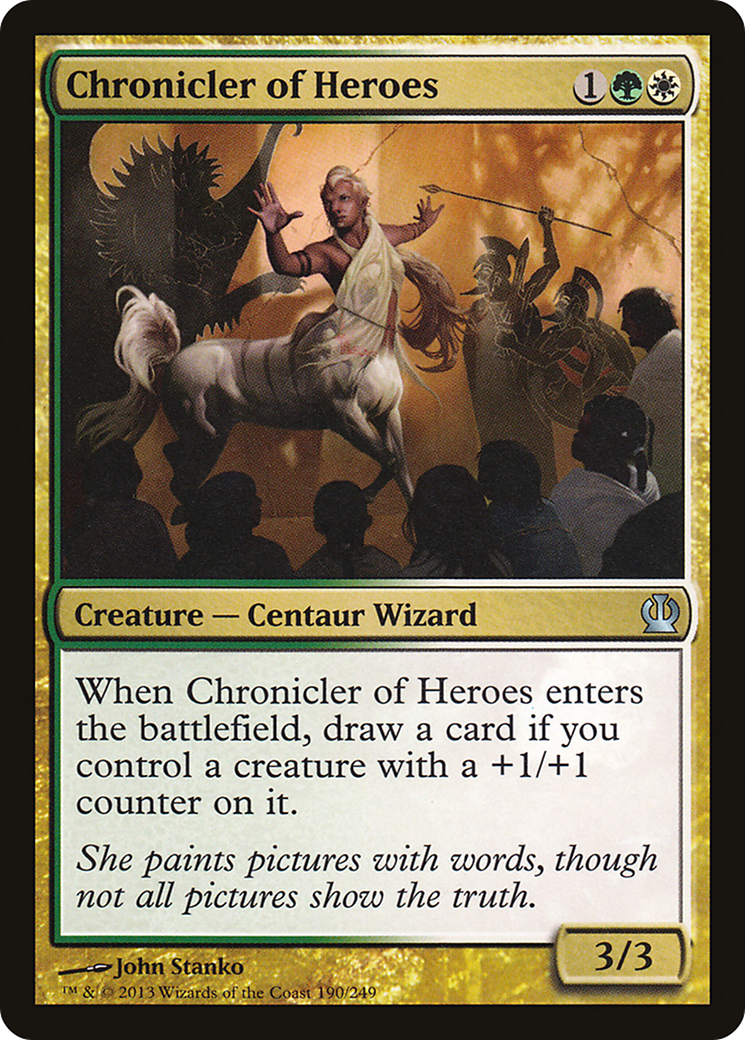 Chronicler of Heroes 1
Creature — Centaur Wizard
When Chronicler of Heroes enters
the battlefield, draw a card if you
control a creature with a +1/+1
counter on it.
She paints pictures with words, though
not all pictures show the truth.
3/3
John Stanko
™ & © 2013 Wizards of the Coast 190/249